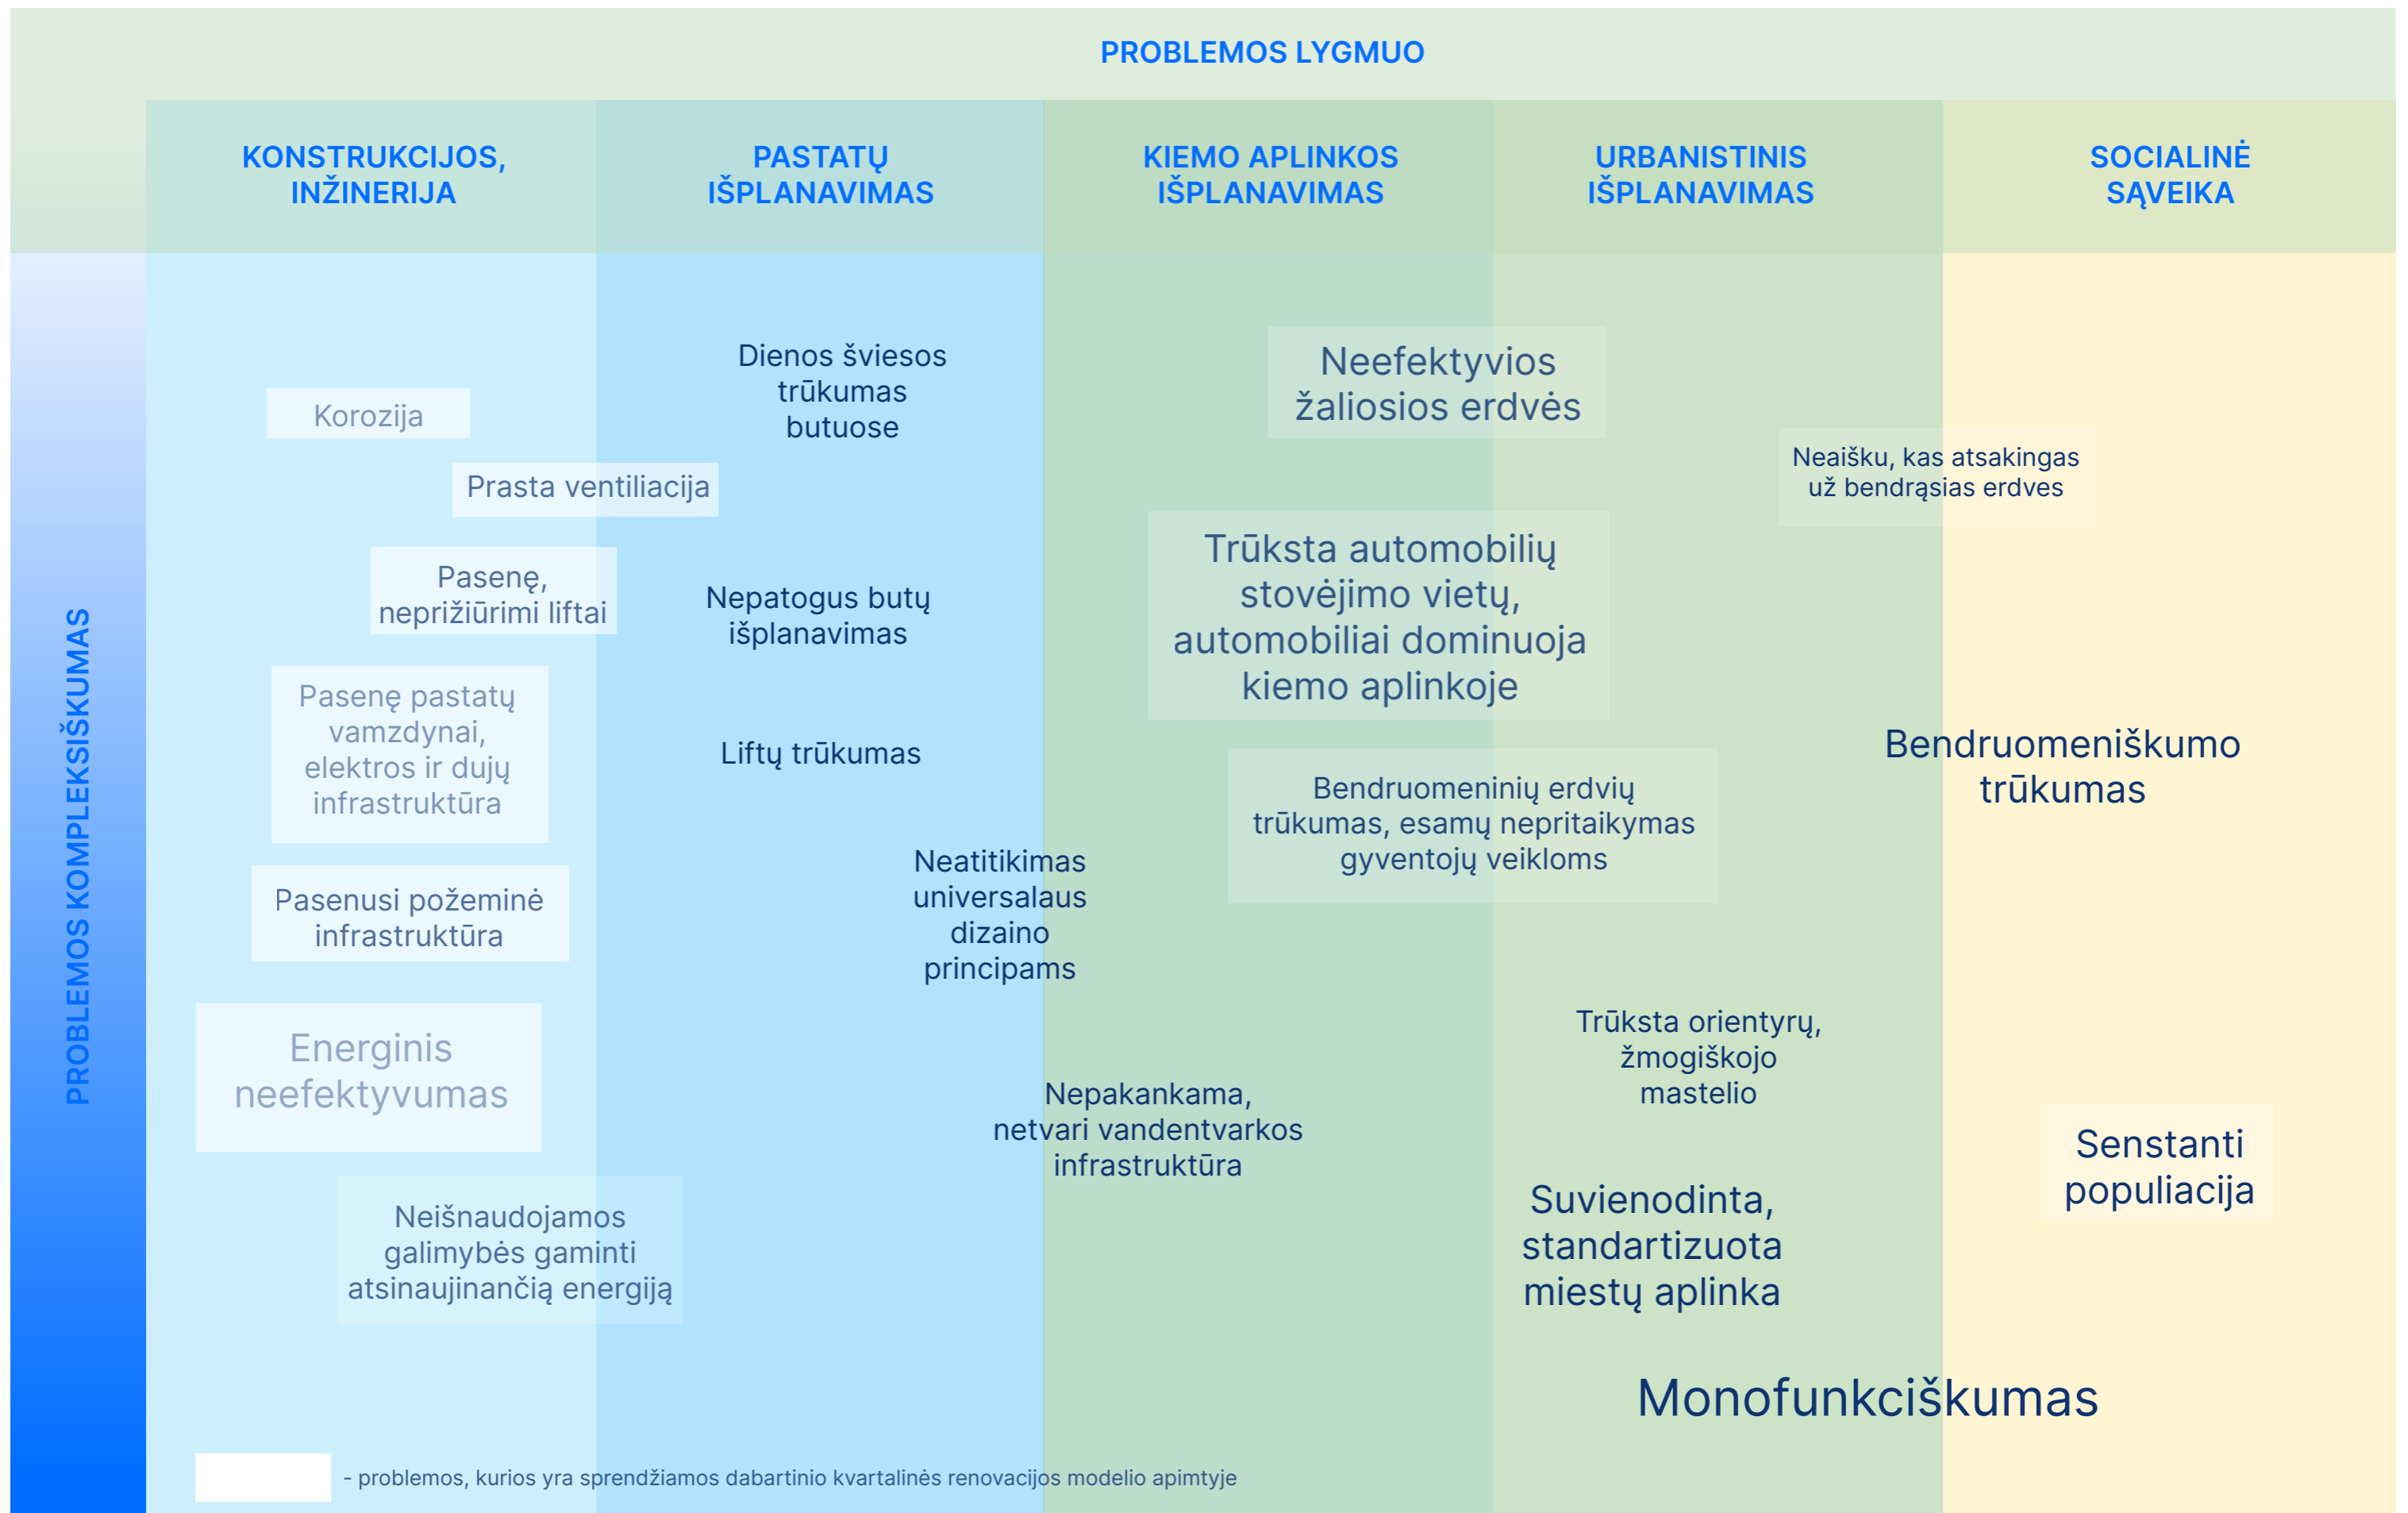 PROBLEMOS LYGMUO
KONSTRUKCIJOS,
INŽINERIJA
PASTATŲ
IŠPLANAVIMAS
KIEMO APLINKOS
IŠPLANAVIMAS
URBANISTINIS
IŠPLANAVIMAS
SOCIALINĖ
SĄVEIKA
PROBLEMOS KOMPLEKSIŠKUMAS
Korozija
Prasta ventiliacija
Pasenę,
neprižiūrimi liftai
Pasenę pastatų
vamzdynai,
elektros ir dujų
infrastruktūra
Pasenusi požeminė
infrastruktūra
Energinis
neefektyvumas
Neišnaudojamos
galimybės gaminti
atsinaujinančią energiją
Dienos šviesos
trūkumas
butuose
Nepatogus butų
išplanavimas
Liftų trūkumas
Neatitikimas
universalaus
dizaino
principams
Nepakankama,
netvari vandentvarkos
infrastruktūra
Neefektyvios
žaliosios erdvės
Trūksta automobilių
stovėjimo vietų,
automobiliai dominuoja
kiemo aplinkoje
Bendruomeninių erdvių
trūkumas, esamų nepritaikymas
gyventojų veikloms
Trūksta orientyrų,
žmogiškojo
mastelio
Suvienodinta,
standartizuota
miestų aplinka
Monofunkciškumas
Neaišku, kas atsakingas
už bendrąsias erdves
Bendruomeniškumo
trūkumas
Senstanti
populiacija
- problemos, kurios yra sprendžiamos dabartinio kvartalinės renovacijos modelio apimtyje